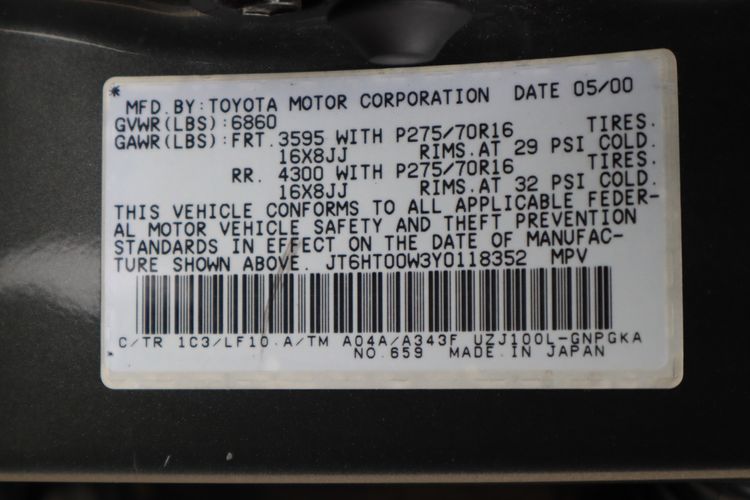 MFD.BY:TOYOTA MOTOR CORPORATION DATE 05/00
GVWR(LBS):6860
GAWR(LBS):FRT.3595 WITH P275/70R16 TIRES.
16X8JJ RIMS.AT 29 PSI COLD.
RR. 4300 WITH P275/70R16 TIRES.
16X8JJ RIMS.AT 32 PSI COLD.
THIS VEHICLE CONFORMS TO ALL APPLICABLE FEDER-
AL MOTOR VEHICLE SAFETY AND THEFT PREVENTION
STANDARDS IN EFFECT ON THE DATE OF MANUFAC-
TURE SHOWN ABOVE. JT6HT00W3Y0118352 MPV
C/TR 1C3/LF10.A/TM A04A/A343F UZJ100L-GNPGKA
NO.659 MADE.IN JAPAN